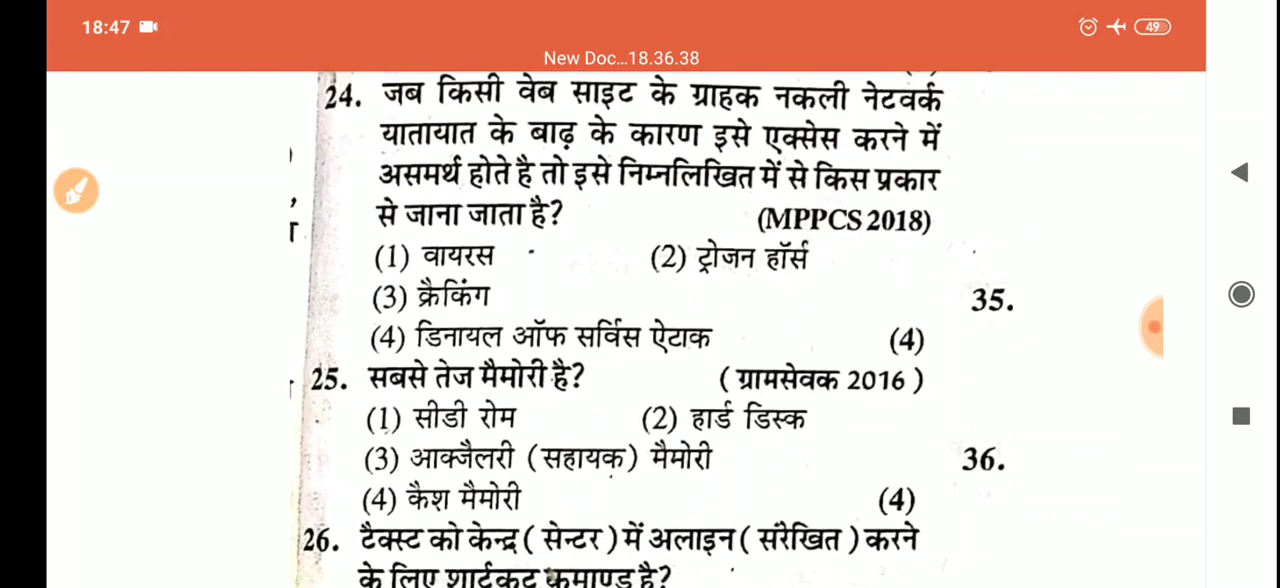 18:47
49
New Doc...18.36.38
24. जब किसी वेब साइट के ग्राहक नकली नेटवर्क
यातायात के बाढ़ के कारण इसे एक्सेस करने में
असमर्थ होते है तो इसे निम्नलिखित में से किस प्रकार
से जाना जाता है? (MPPCS 2018)
(1) वायरस (2) ट्रोजन हॉर्स
(3) क्रैकिंग
(4) डिनायल ऑफ सर्विस ऐटाक (4)
25. सबसे तेज मैमोरी है? (ग्रामसेवक 2016)
(1) सीडी रोम (2) हार्ड डिस्क
(3) आक्जैलरी (सहायक) मैमोरी
(4) कैश मैमोरी (4)
26. टैक्स्ट को केन्द्र (सेन्टर) में अलाइन (संरेखित) करने
के लिए शार्टकट कमाण्ड है?
35.
36.